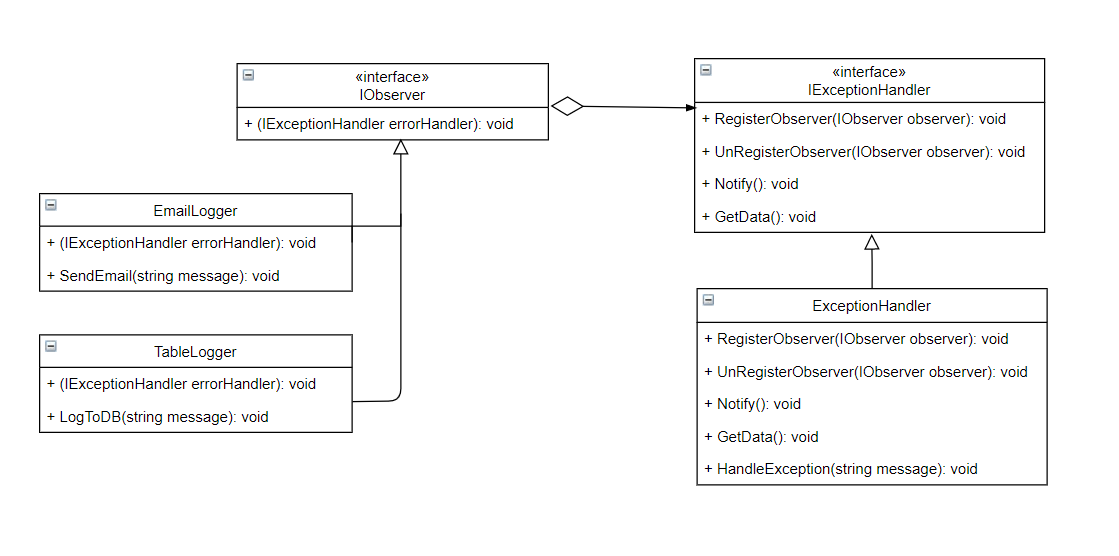 «interface»
IObserver
+ (IExceptionHandler errorHandler): void
«interface»
IExceptionHandler
+ RegisterObserver(IObserver observer): void
+ UnRegisterObserver(IObserver observer): void
+ Notify(): void
+ GetData(): void
EmailLogger
+ (IExceptionHandler errorHandler): void
+ SendEmail(string message): void
TableLogger
+ (IExceptionHandler errorHandler): void
+ LogToDB(string message): void
ExceptionHandler
+ RegisterObserver(IObserver observer): void
+ UnRegisterObserver(IObserver observer): void
+ Notify(): void
+ GetData(): void
+ HandleException(string message): void